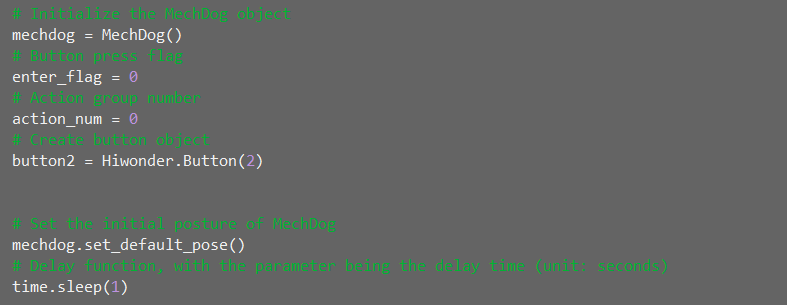 # Initialize the MechDog object
mechdog = MechDog()
# Button press flag
enter_flag = 0
# Action group number
action_num = 0
# Create button object
button2 = Hiwonder.Button(2)
# Set the initial posture of MechDog
mechdog.set_default_pose()
# Delay function, with the parameter being the delay time (unit: seconds)
time.sleep(1)